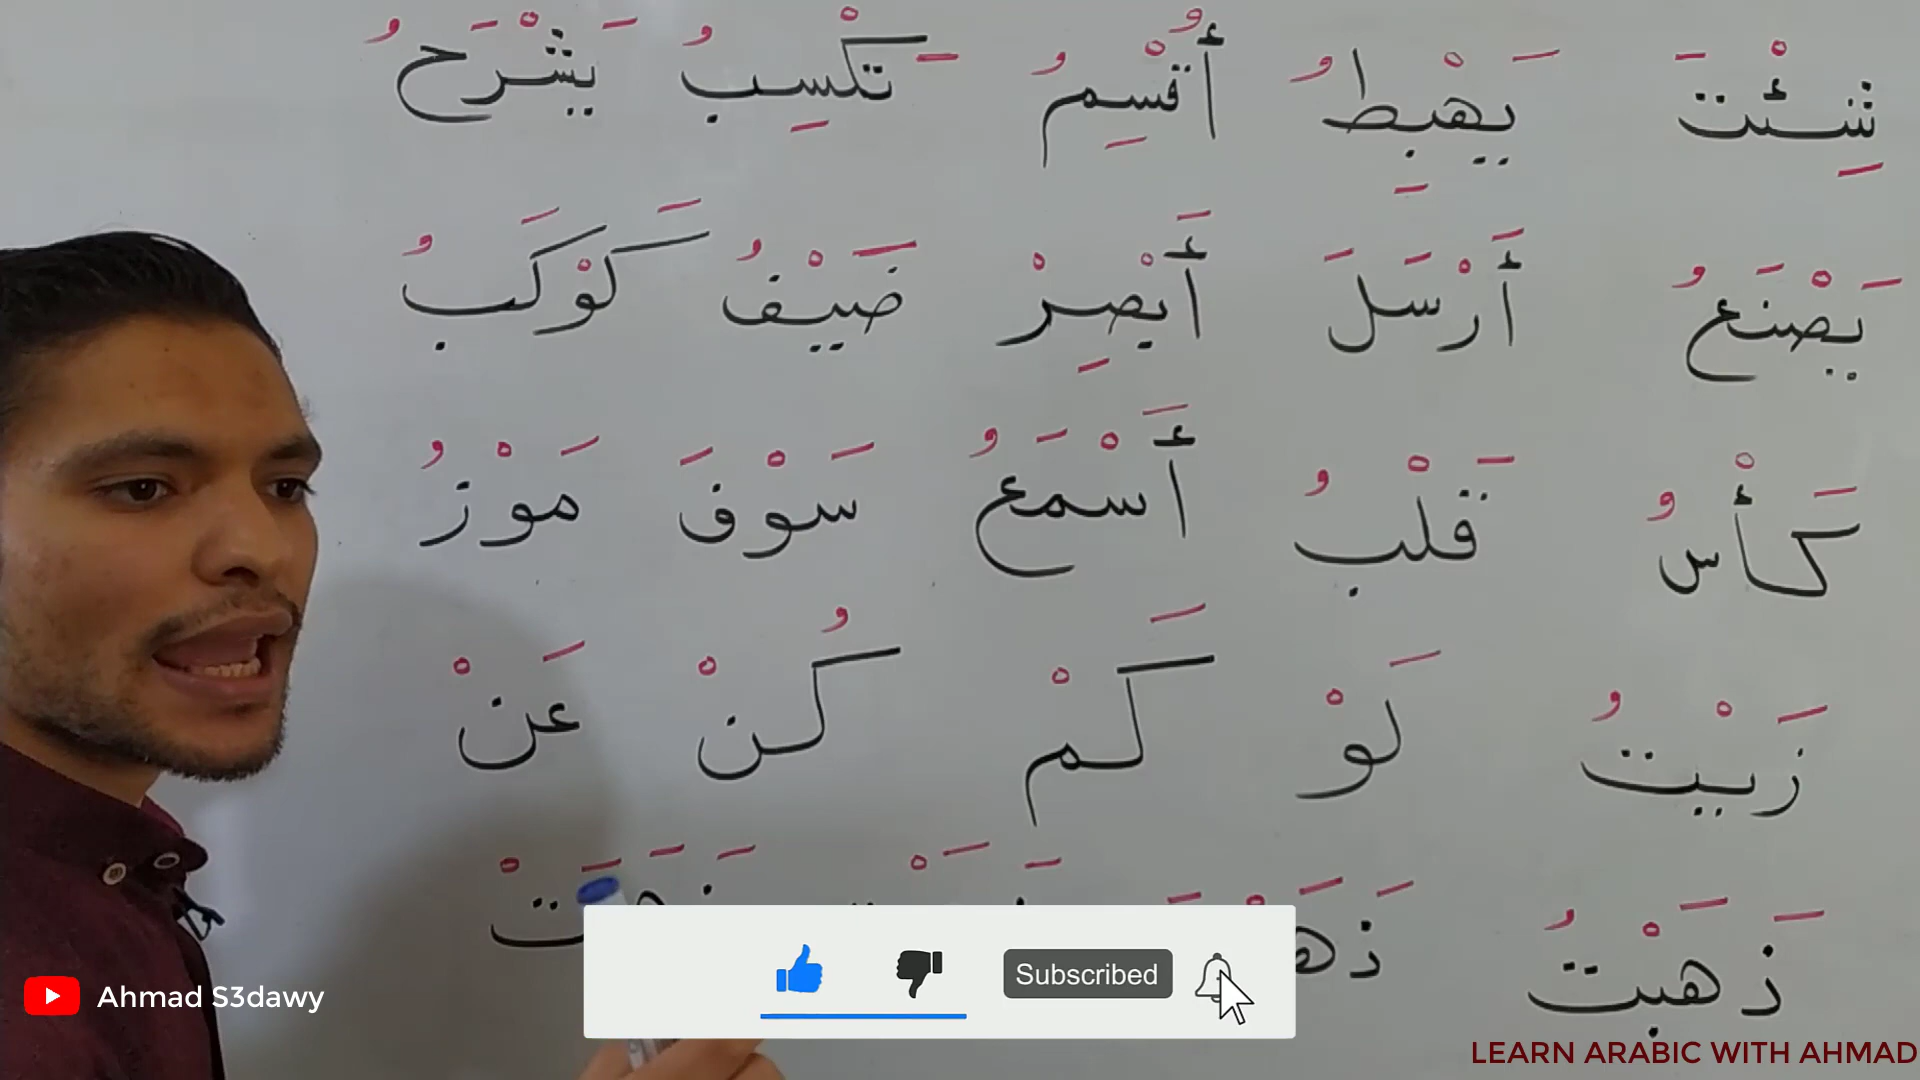 شِئْتَ يَهْبِطُ أُقْسِمُ تَكْسِبُ يَشْرَحُ
يَصْنَعُ أَرْسَلَ أَبْصِرْ ضَيْفُ كَوْكَبُ
كَأْسُ قَلْبُ أَسْمَعُ سَوْفَ مَوْزُ
زَيْتُ لَوْ كَمْ كُنْ عَنْ
ذَهَبْتُ
Subscribed
Ahmad S3dawy
LEARN ARABIC WITH AHMAD